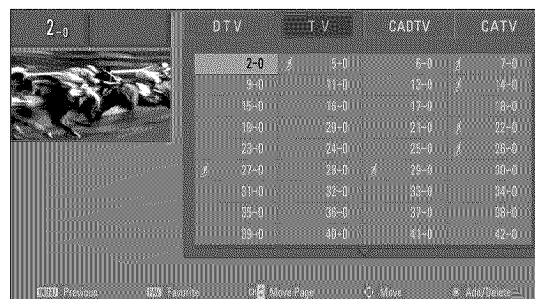 2-0
DTV TV CADTV CATV
2-0 5-0 6-0 7-0
9-0 11-0 13-0 14-0
15-0 16-0 17-0 18-0
19-0 20-0 21-0 22-0
23-0 24-0 25-0 26-0
27-0 28-0 29-0 30-0
31-0 32-0 33-0 34-0
35-0 36-0 37-0 38-0
39-0 40-0 41-0 42-0
Previous FAV Favorite CH Move Page Move Add/Delete